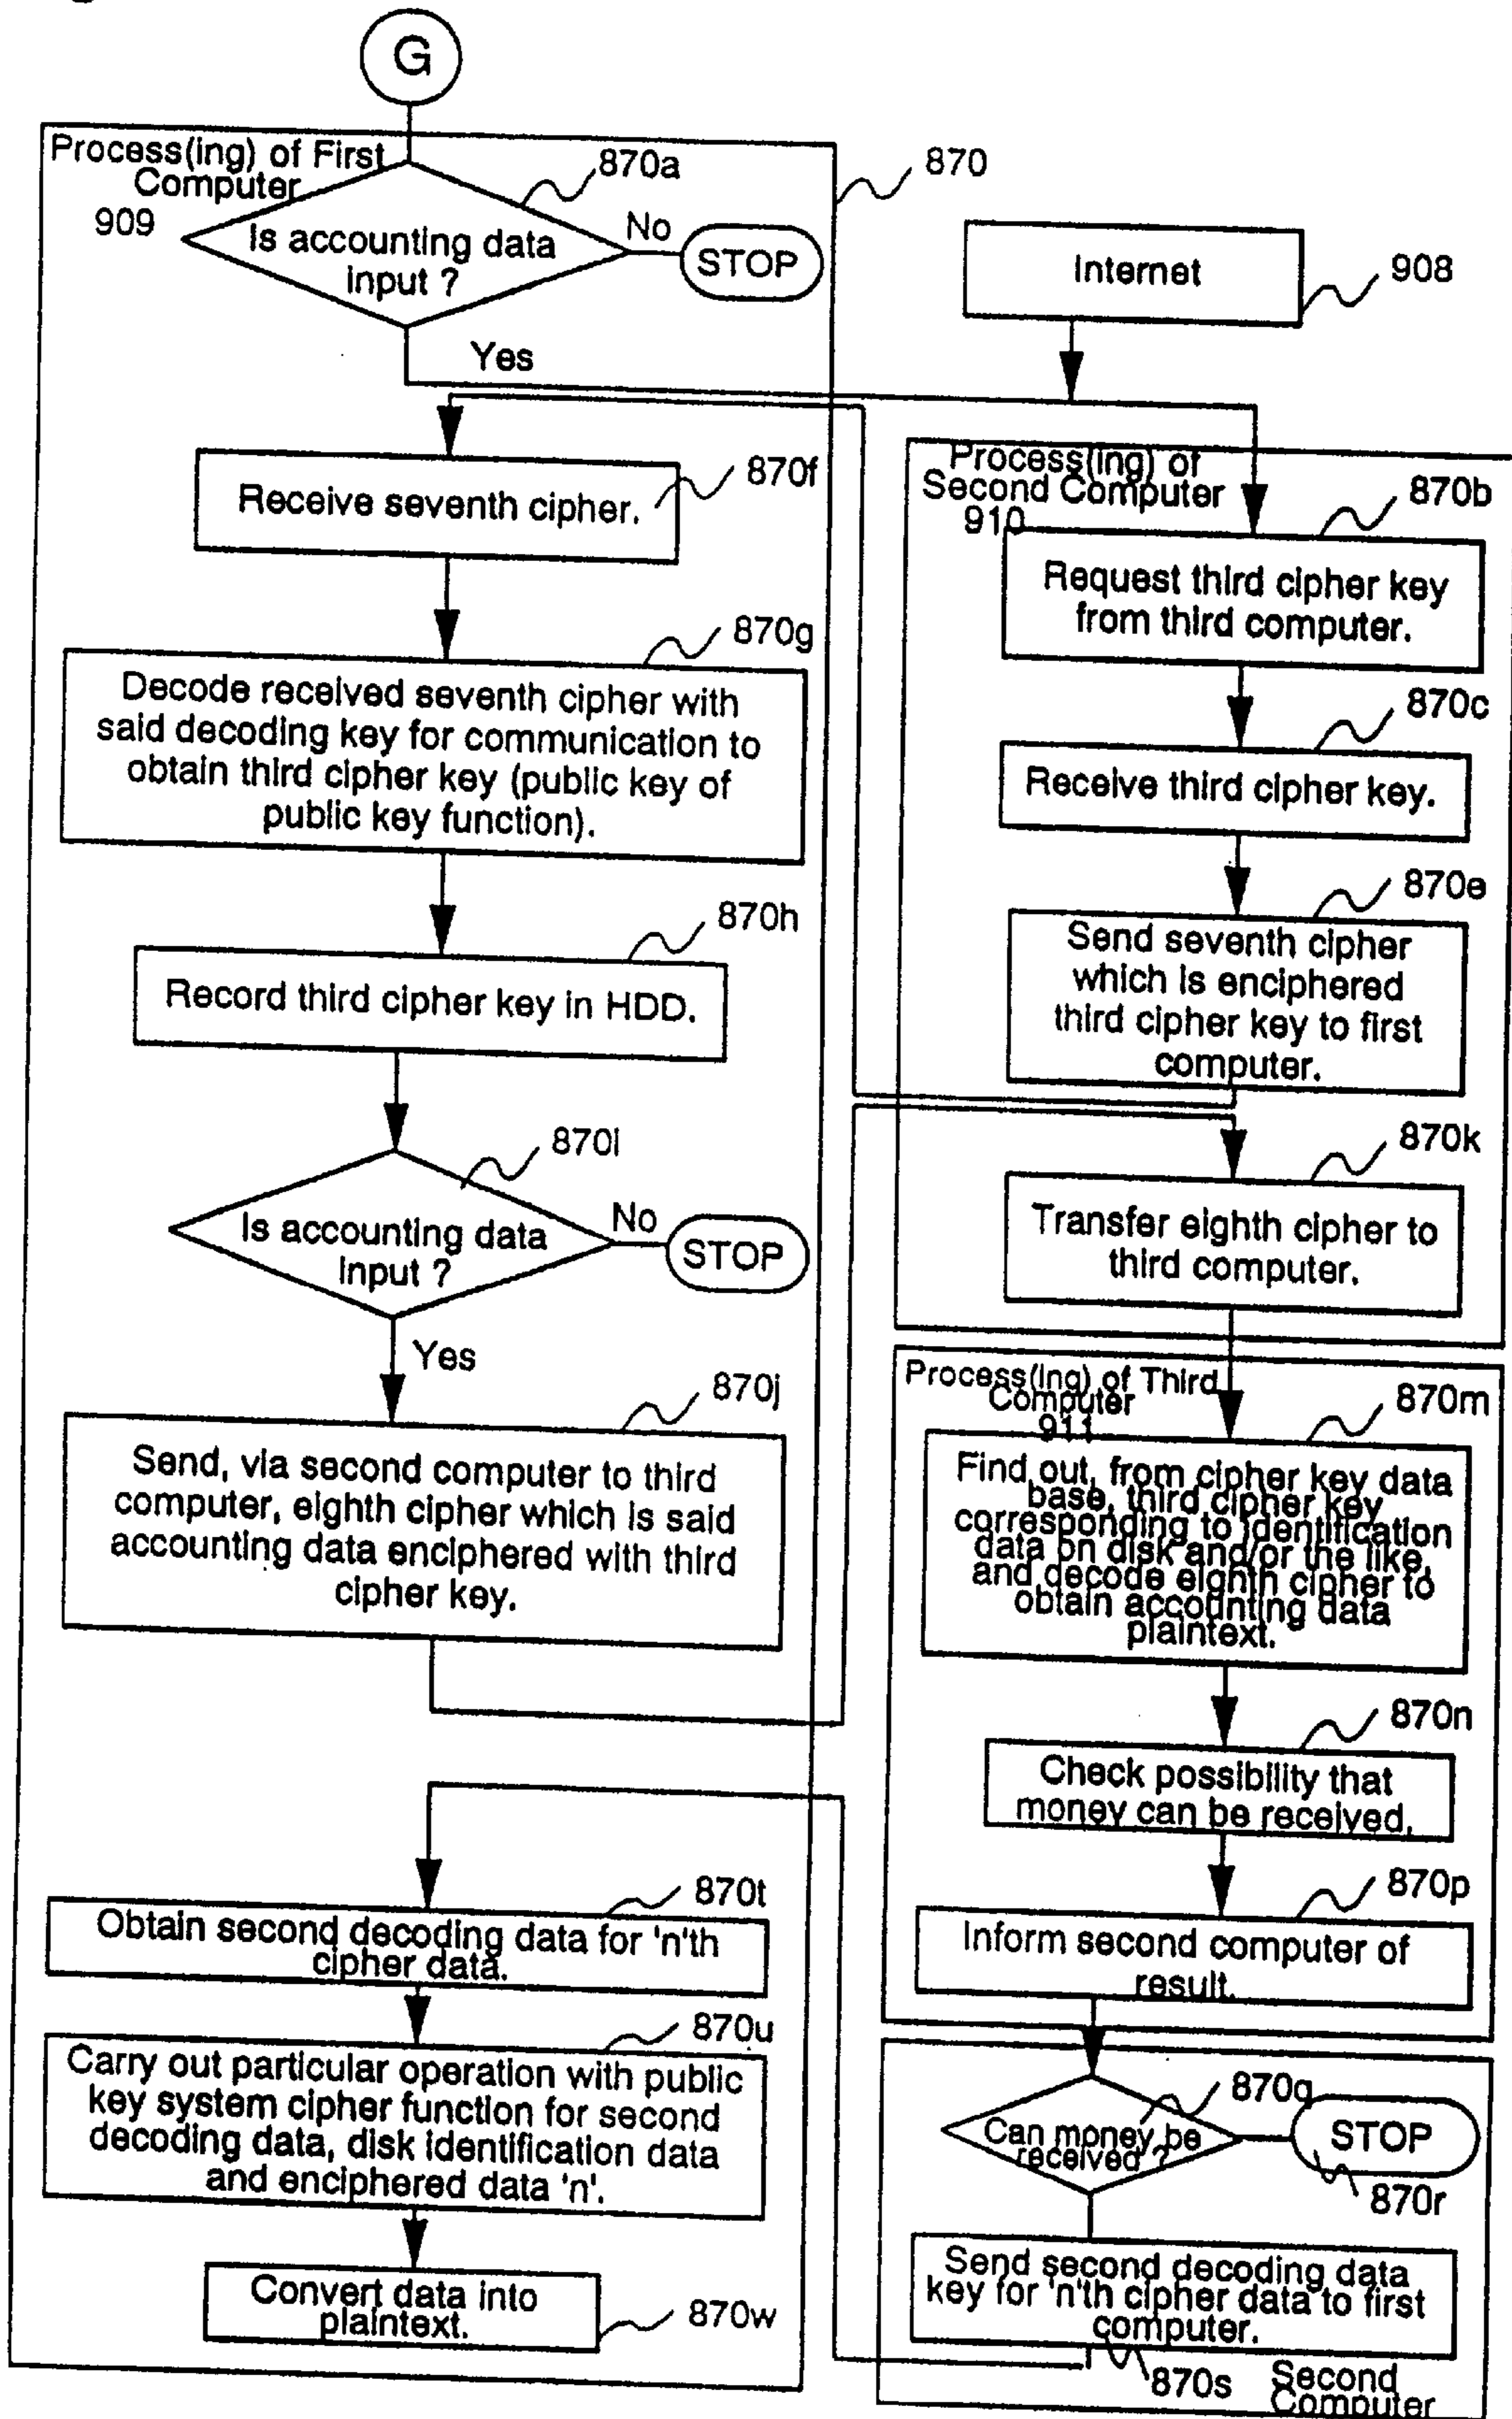 G
Process(ing) of First
Computer
909
870a
870
Is accounting data
input ?
No
STOP
Yes
Internet
908
Receive seventh cipher.
870f
Decode received seventh cipher with
said decoding key for communication to
obtain third cipher key (public key of
public key function).
870g
Record third cipher key in HDD.
870h
Is accounting data
input ?
870i
No
STOP
Yes
Send, via second computer to third
computer, eighth cipher which is said
accounting data enciphered with third
cipher key.
870j
Obtain second decoding data for 'n'th
cipher data.
870t
Carry out particular operation with public
key system cipher function for second
decoding data, disk identification data
and enciphered data 'n'.
870u
Convert data into
plaintext.
870w
Process(ing) of
Second Computer
910
870b
Request third cipher key
from third computer.
870c
Receive third cipher key.
870e
Send seventh cipher
which is enciphered
third cipher key to first
computer.
870k
Transfer eighth cipher to
third computer.
Process(ing) of Third
Computer
911
870m
Find out, from cipher key data
base, third cipher key
corresponding to identification
data on disk and/or the like,
and decode eighth cipher to
obtain accounting data
plaintext.
870n
Check possibility that
money can be received.
870p
Inform second computer of
result.
870q
Can money be
received ?
STOP
870r
Send second decoding data
key for 'n'th cipher data to first
computer.
870s
Second
Computer